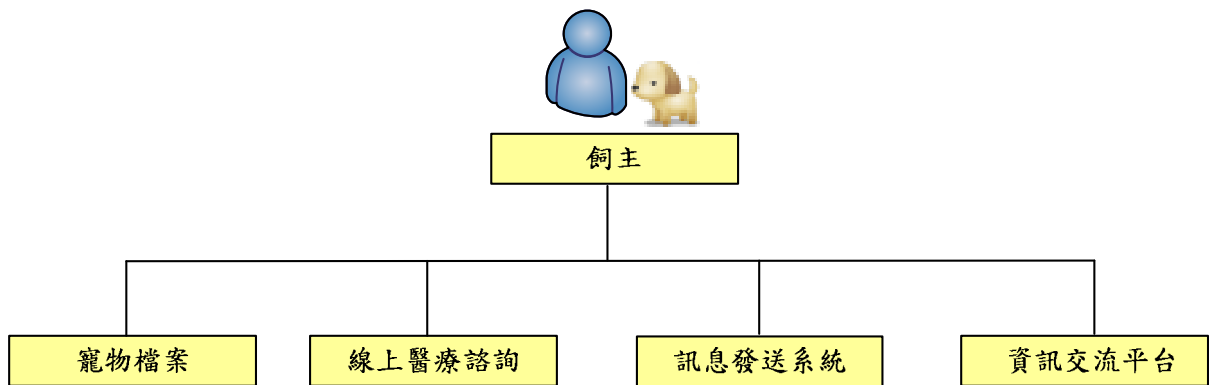 飼主
寵物檔案
線上醫療諮詢
訊息發送系統
資訊交流平台